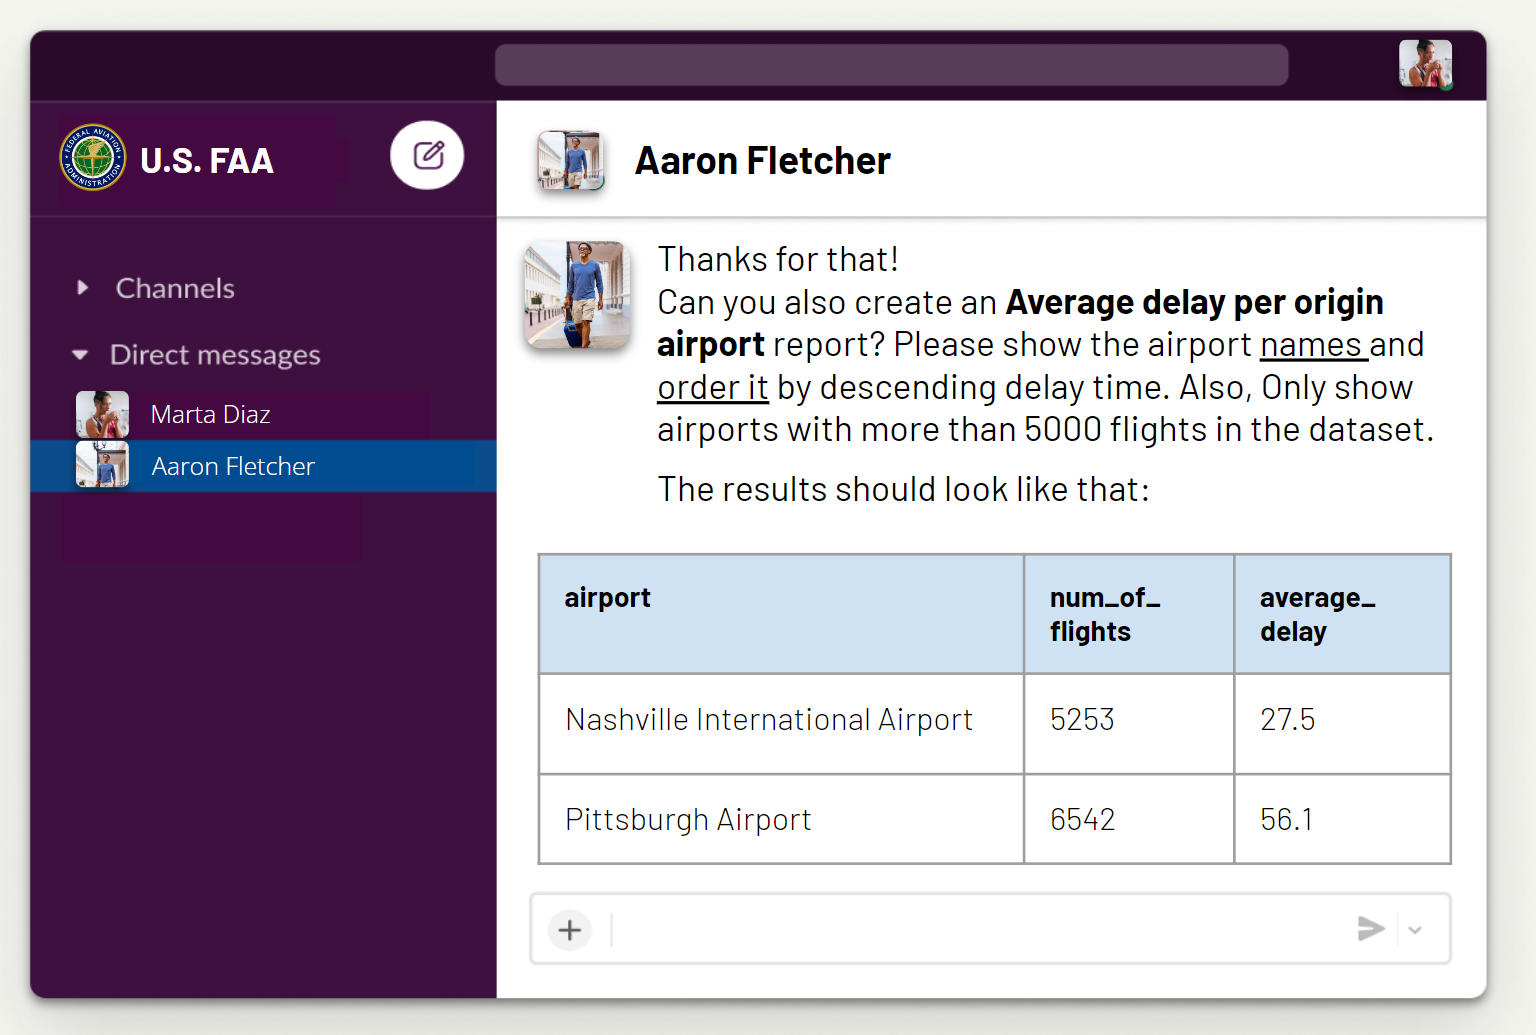 FEDERAL AVIATION
ADMINISTRATION
U.S. FAA
Channels
Direct messages
Marta Diaz
Aaron Fletcher
Aaron Fletcher
Thanks for that!
Can you also create an Average delay per origin
airport report? Please show the airport names and
order it by descending delay time. Also, Only show
airports with more than 5000 flights in the dataset.
The results should look like that:
airport num_of_ average_
flights delay
Nashville International Airport 5253 27.5
Pittsburgh Airport 6542 56.1